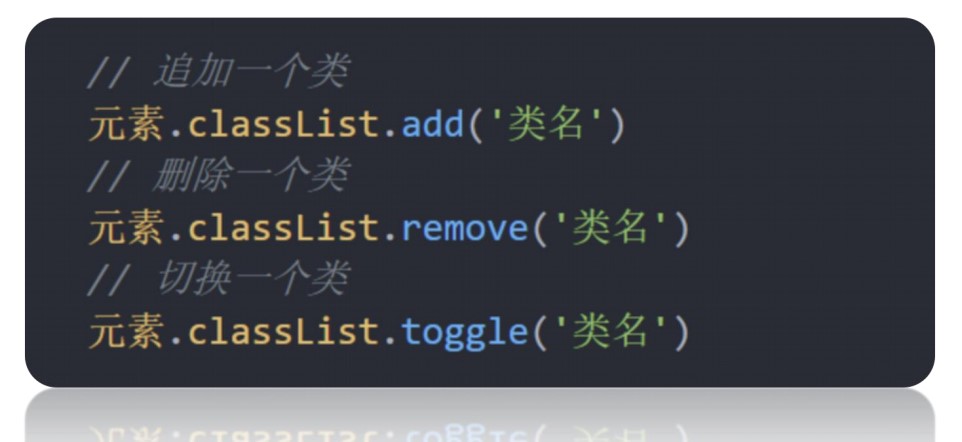 // 追加一个类
元素.classList.add('类名')
// 删除一个类
元素.classList.remove('类名')
// 切换一个类
元素.classList.toggle('类名')